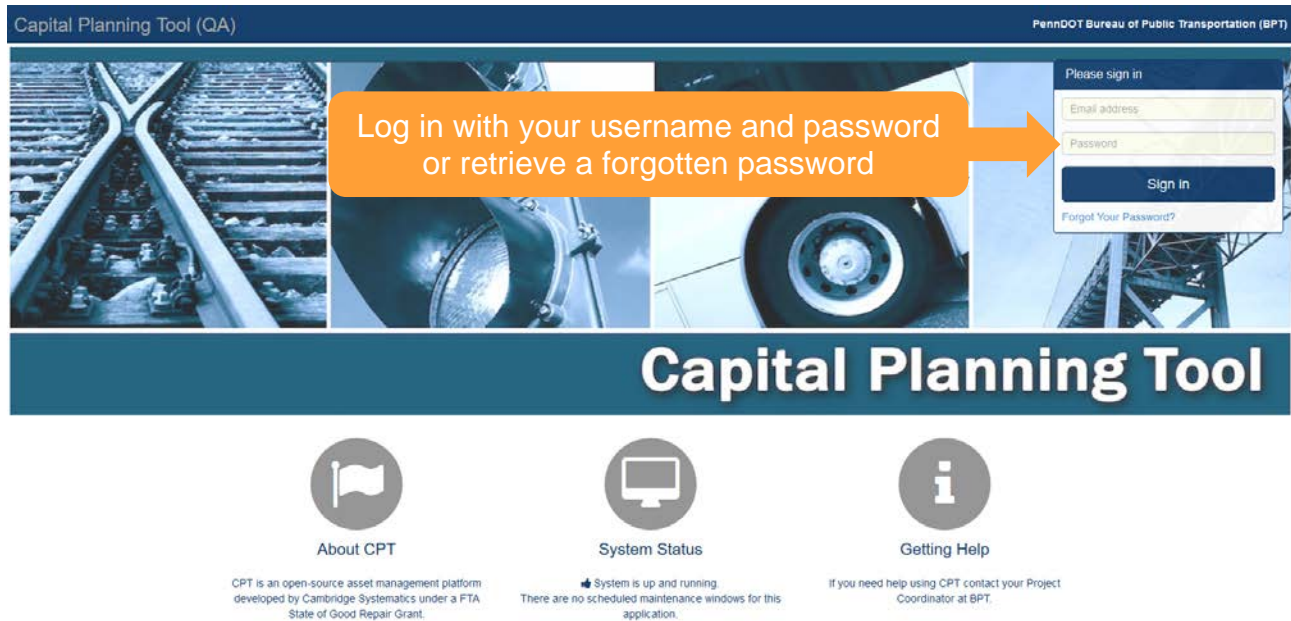 Capital Planning Tool (QA)
PennDOT Bureau of Public Transportation (BPT)
Please sign in
Email address
Password
Sign in
Forgot Your Password?
Log in with your username and password
or retrieve a forgotten password
Capital Planning Tool
About CPT
CPT is an open-source asset management platform
developed by Cambridge Systematics under a FTA
State of Good Repair Grant.
System Status
System is up and running.
There are no scheduled maintenance windows for this
application.
Getting Help
If you need help using CPT contact your Project
Coordinator at BPT.